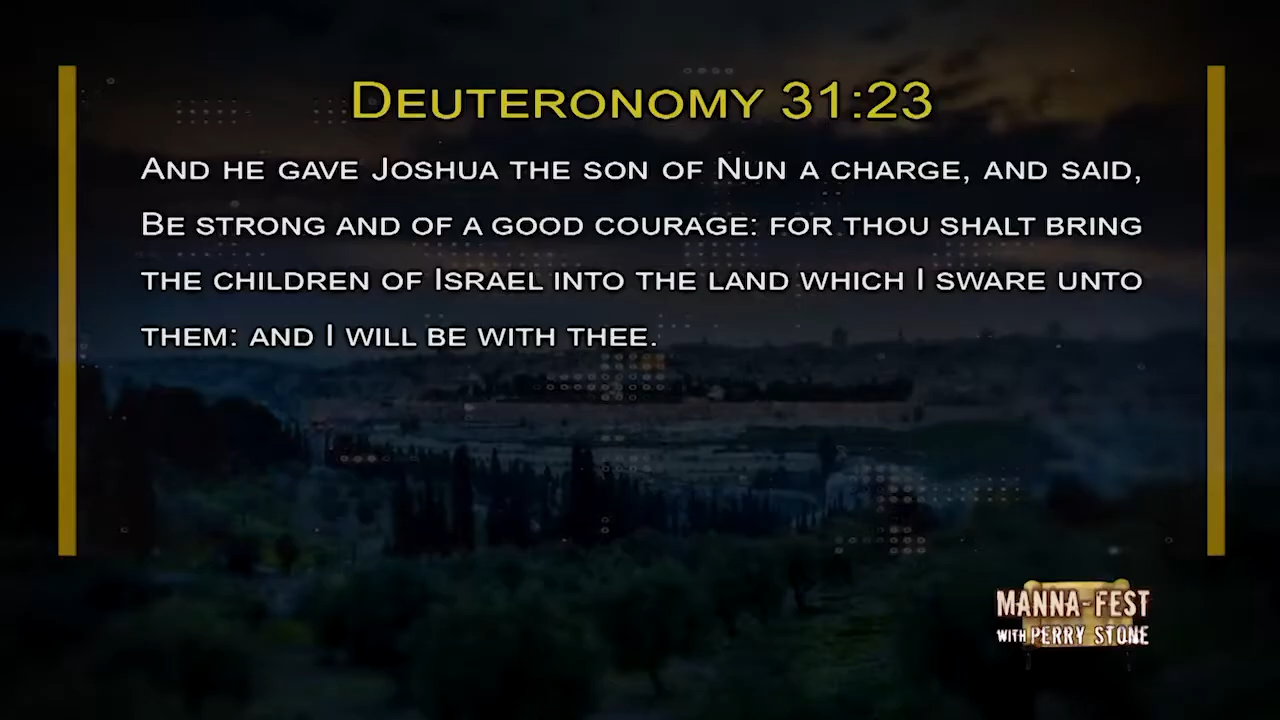 Deuteronomy 31:23
And he gave Joshua the son of Nun a charge, and said,
Be strong and of a good courage: for thou shalt bring
the children of Israel into the land which I sware unto
them: and I will be with thee.
MANNA-FEST
WITH PERRY STONE